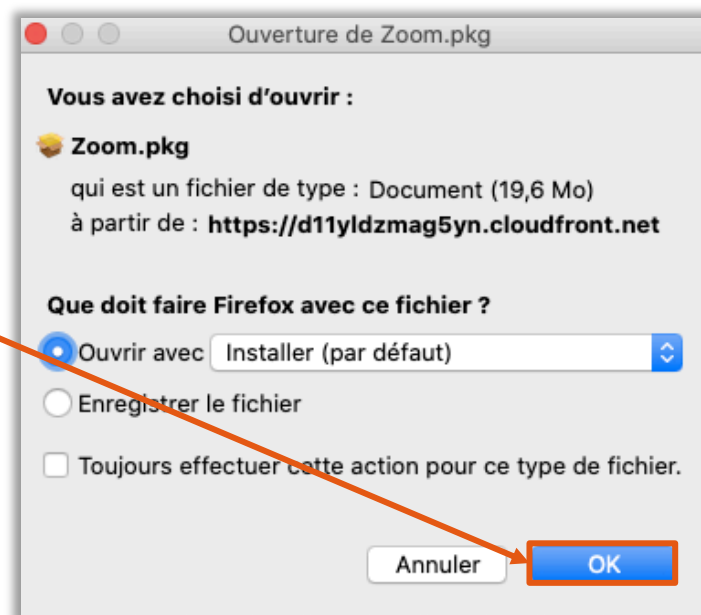 Ouverture de Zoom.pkg
Vous avez choisi d’ouvrir :
Zoom.pkg
qui est un fichier de type : Document (19,6 Mo)
à partir de : https://d11yldzmag5yn.cloudfront.net
Que doit faire Firefox avec ce fichier ?
Ouvrir avec Installer (par défaut)
Enregistrer le fichier
Toujours effectuer cette action pour ce type de fichier.
Annuler OK